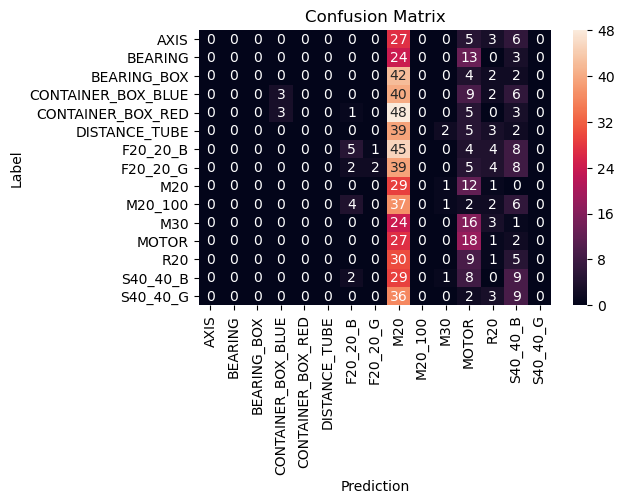 Confusion Matrix
AXIS 0 0 0 0 0 0 0 0 27 0 0 5 3 6 0
BEARING 0 0 0 0 0 0 0 0 24 0 0 13 0 3 0
BEARING_BOX 0 0 0 0 0 0 0 0 42 0 0 4 2 2 0
CONTAINER_BOX_BLUE 0 0 0 3 0 0 0 0 40 0 0 9 2 6 0
CONTAINER_BOX_RED 0 0 0 3 0 0 1 0 48 0 0 5 0 3 0
DISTANCE_TUBE 0 0 0 0 0 0 0 0 39 0 2 5 3 2 0
F20_20_B 0 0 0 0 0 0 5 1 45 0 0 4 4 8 0
F20_20_G 0 0 0 0 0 0 2 2 39 0 0 5 4 8 0
M20 0 0 0 0 0 0 0 0 29 0 1 12 1 0 0
M20_100 0 0 0 0 0 0 4 0 37 0 1 2 2 6 0
M30 0 0 0 0 0 0 0 0 24 0 0 16 3 1 0
MOTOR 0 0 0 0 0 0 0 0 27 0 0 18 1 2 0
R20 0 0 0 0 0 0 0 0 30 0 0 9 1 5 0
S40_40_B 0 0 0 0 0 0 2 0 29 0 1 8 0 9 0
S40_40_G 0 0 0 0 0 0 0 0 36 0 0 2 3 9 0
Label
AXIS
BEARING
BEARING_BOX
CONTAINER_BOX_BLUE
CONTAINER_BOX_RED
DISTANCE_TUBE
F20_20_B
F20_20_G
M20
M20_100
M30
MOTOR
R20
S40_40_B
S40_40_G
Prediction
48
40
32
24
16
8
0